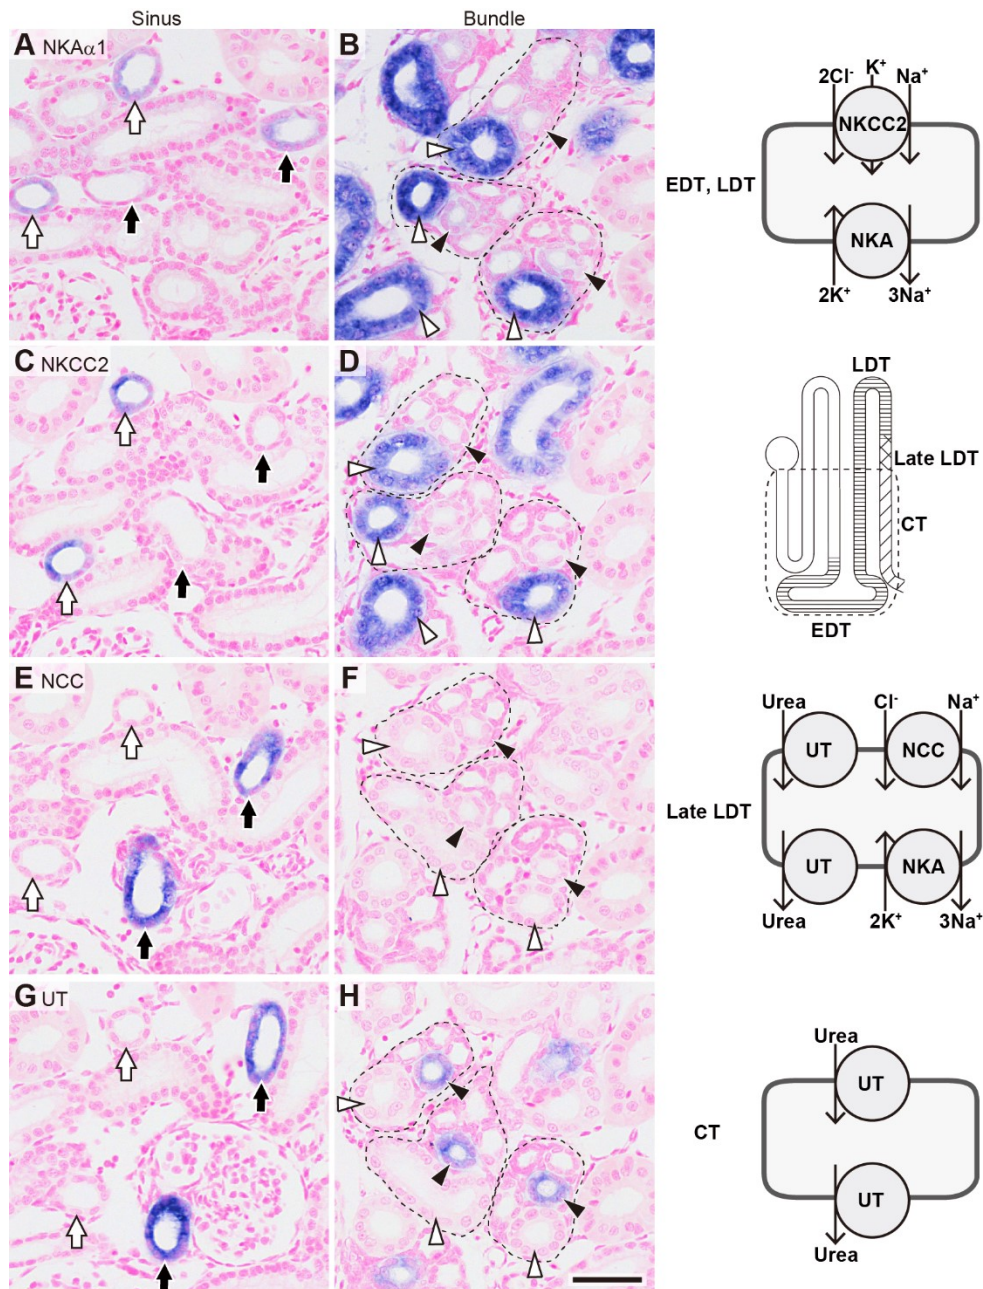 Sinus
Bundle
A NKAα1
B
C NKCC2
D
E NCC
F
G UT
H
2Cl-
K+
Na+
NKCC2
EDT, LDT
NKA
2K+
3Na+
LDT
Late LDT
CT
EDT
Urea
Cl-
Na+
UT
NCC
Late LDT
UT
NKA
Urea
2K+
3Na+
Urea
UT
CT
UT
Urea